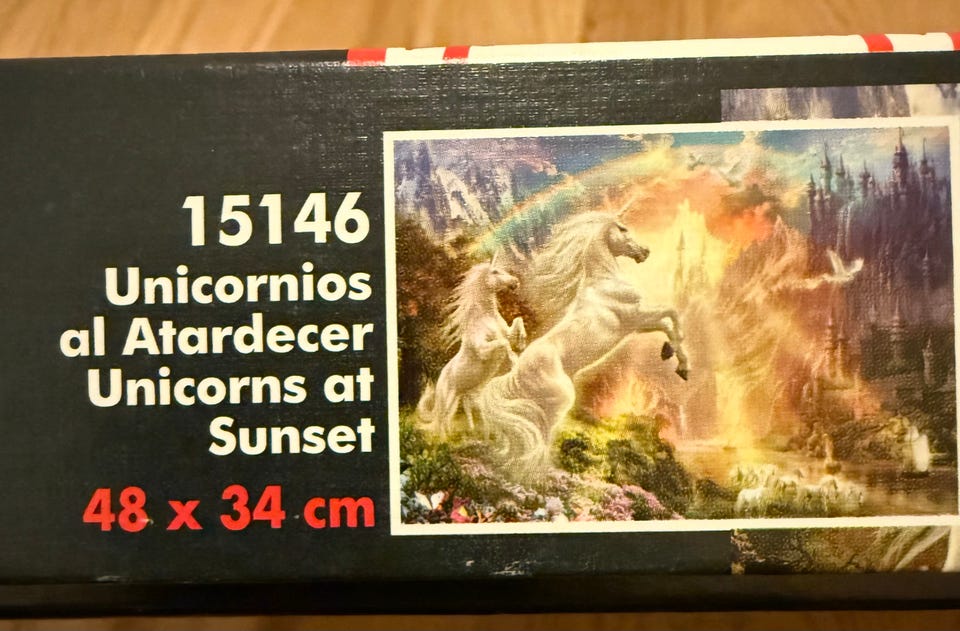 15146
Unicornios
al Atardecer
Unicorns at
Sunset
48 x 34 cm